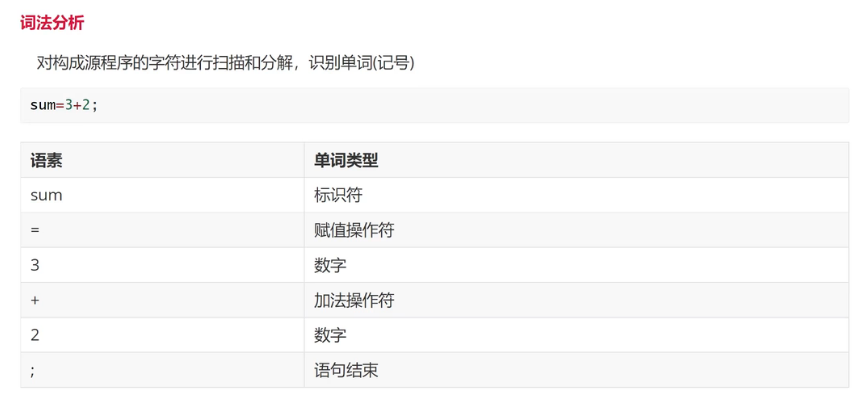 词法分析
对构成源程序的字符进行扫描和分解，识别单词(记号)
sum=3+2;
语素 单词类型
sum 标识符
= 赋值操作符
3 数字
+ 加法操作符
2 数字
; 语句结束